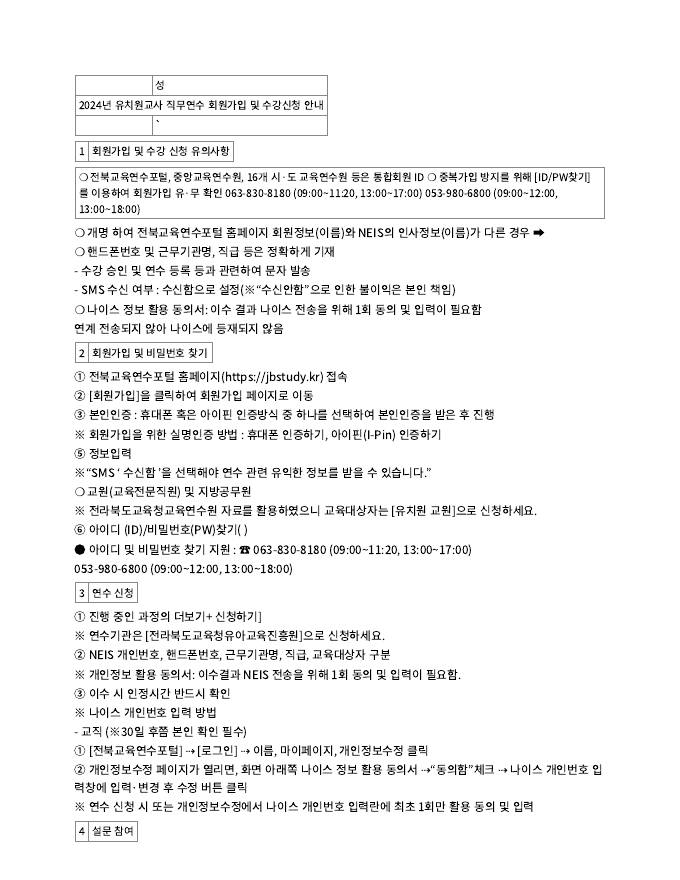 성
2024년 유치원교사 직무연수 회원가입 및 수강신청 안내
`
1 회원가입 및 수강 신청 유의사항
❍ 전북교육연수포털, 중앙교육연수원, 16개 시·도 교육연수원 등은 통합회원 ID ❍ 중복가입 방지를 위해 [ID/PW찾기]
를 이용하여 회원가입 유·무 확인 063-830-8180 (09:00~11:20, 13:00~17:00) 053-980-6800 (09:00~12:00,
13:00~18:00)
❍ 개명 하여 전북교육연수포털 홈페이지 회원정보(이름)와 NEIS의 인사정보(이름)가 다른 경우 ➡
❍ 핸드폰번호 및 근무기관명, 직급 등은 정확하게 기재
- 수강 승인 및 연수 등록 등과 관련하여 문자 발송
- SMS 수신 여부 : 수신함으로 설정(※“수신안함”으로 인한 불이익은 본인 책임)
❍ 나이스 정보 활용 동의서: 이수 결과 나이스 전송을 위해 1회 동의 및 입력이 필요함
연계 전송되지 않아 나이스에 등재되지 않음
2 회원가입 및 비밀번호 찾기
① 전북교육연수포털 홈페이지(https://jbstudy.kr) 접속
② [회원가입]을 클릭하여 회원가입 페이지로 이동
③ 본인인증 : 휴대폰 혹은 아이핀 인증방식 중 하나를 선택하여 본인인증을 받은 후 진행
※ 회원가입을 위한 실명인증 방법 : 휴대폰 인증하기, 아이핀(I-Pin) 인증하기
⑤ 정보입력
※“SMS ‘ 수신함 ’을 선택해야 연수 관련 유익한 정보를 받을 수 있습니다.”
❍ 교원(교육전문직원) 및 지방공무원
※ 전라북도교육청교육연수원 자료를 활용하였으니 교육대상자는 [유치원 교원]으로 신청하세요.
⑥ 아이디 (ID)/비밀번호(PW)찾기( )
● 아이디 및 비밀번호 찾기 지원 : ☎ 063-830-8180 (09:00~11:20, 13:00~17:00)
053-980-6800 (09:00~12:00, 13:00~18:00)
3 연수 신청
① 진행 중인 과정의 더보기+ 신청하기]
※ 연수기관은 [전라북도교육청유아교육진흥원]으로 신청하세요.
② NEIS 개인번호, 핸드폰번호, 근무기관명, 직급, 교육대상자 구분
※ 개인정보 활용 동의서: 이수결과 NEIS 전송을 위해 1회 동의 및 입력이 필요함.
③ 이수 시 인정시간 반드시 확인
※ 나이스 개인번호 입력 방법
- 교직 (※30일 후쯤 본인 확인 필수)
① [전북교육연수포털] ⇢ [로그인] ⇢ 이름, 마이페이지, 개인정보수정 클릭
② 개인정보수정 페이지가 열리면, 화면 아래쪽 나이스 정보 활용 동의서 ⇢“동의함”체크 ⇢ 나이스 개인번호 입
력창에 입력·변경 후 수정 버튼 클릭
※ 연수 신청 시 또는 개인정보수정에서 나이스 개인번호 입력란에 최초 1회만 활용 동의 및 입력
4 설문 참여